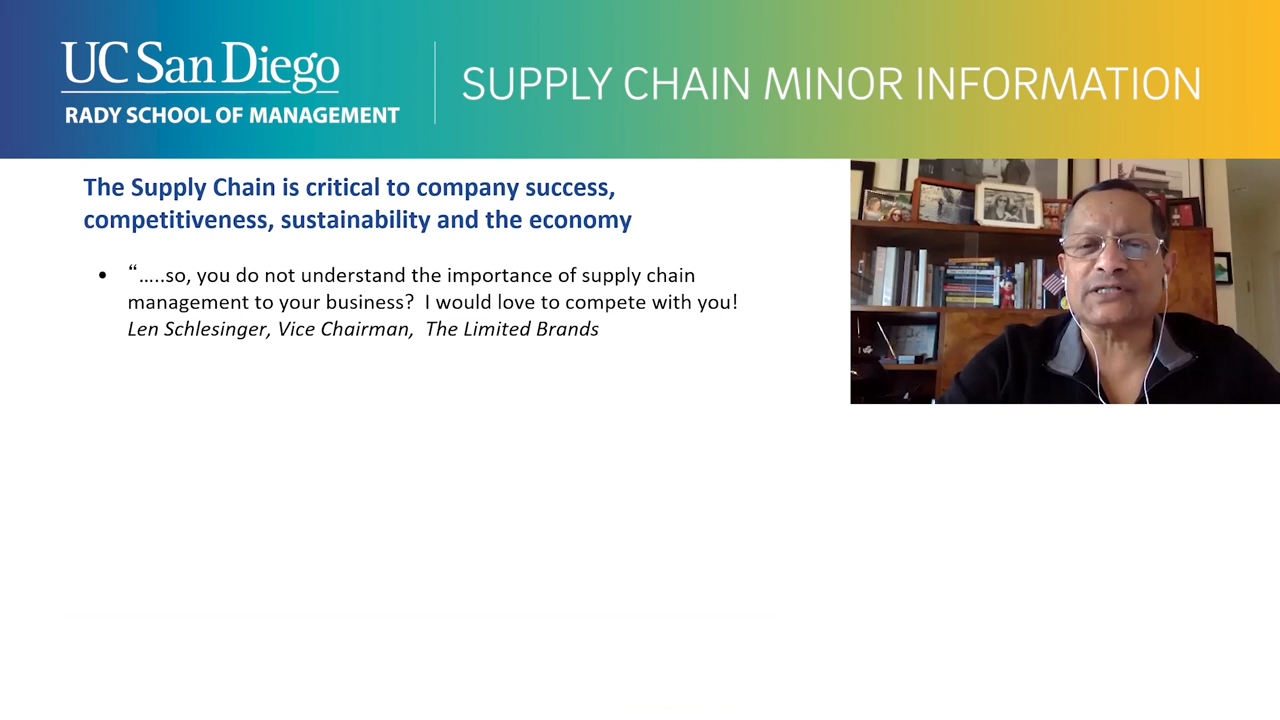 UC San Diego
RADY SCHOOL OF MANAGEMENT
SUPPLY CHAIN MINOR INFORMATION
The Supply Chain is critical to company success,
competitiveness, sustainability and the economy
• “…..so, you do not understand the importance of supply chain
management to your business? I would love to compete with you!
Len Schlesinger, Vice Chairman, The Limited Brands